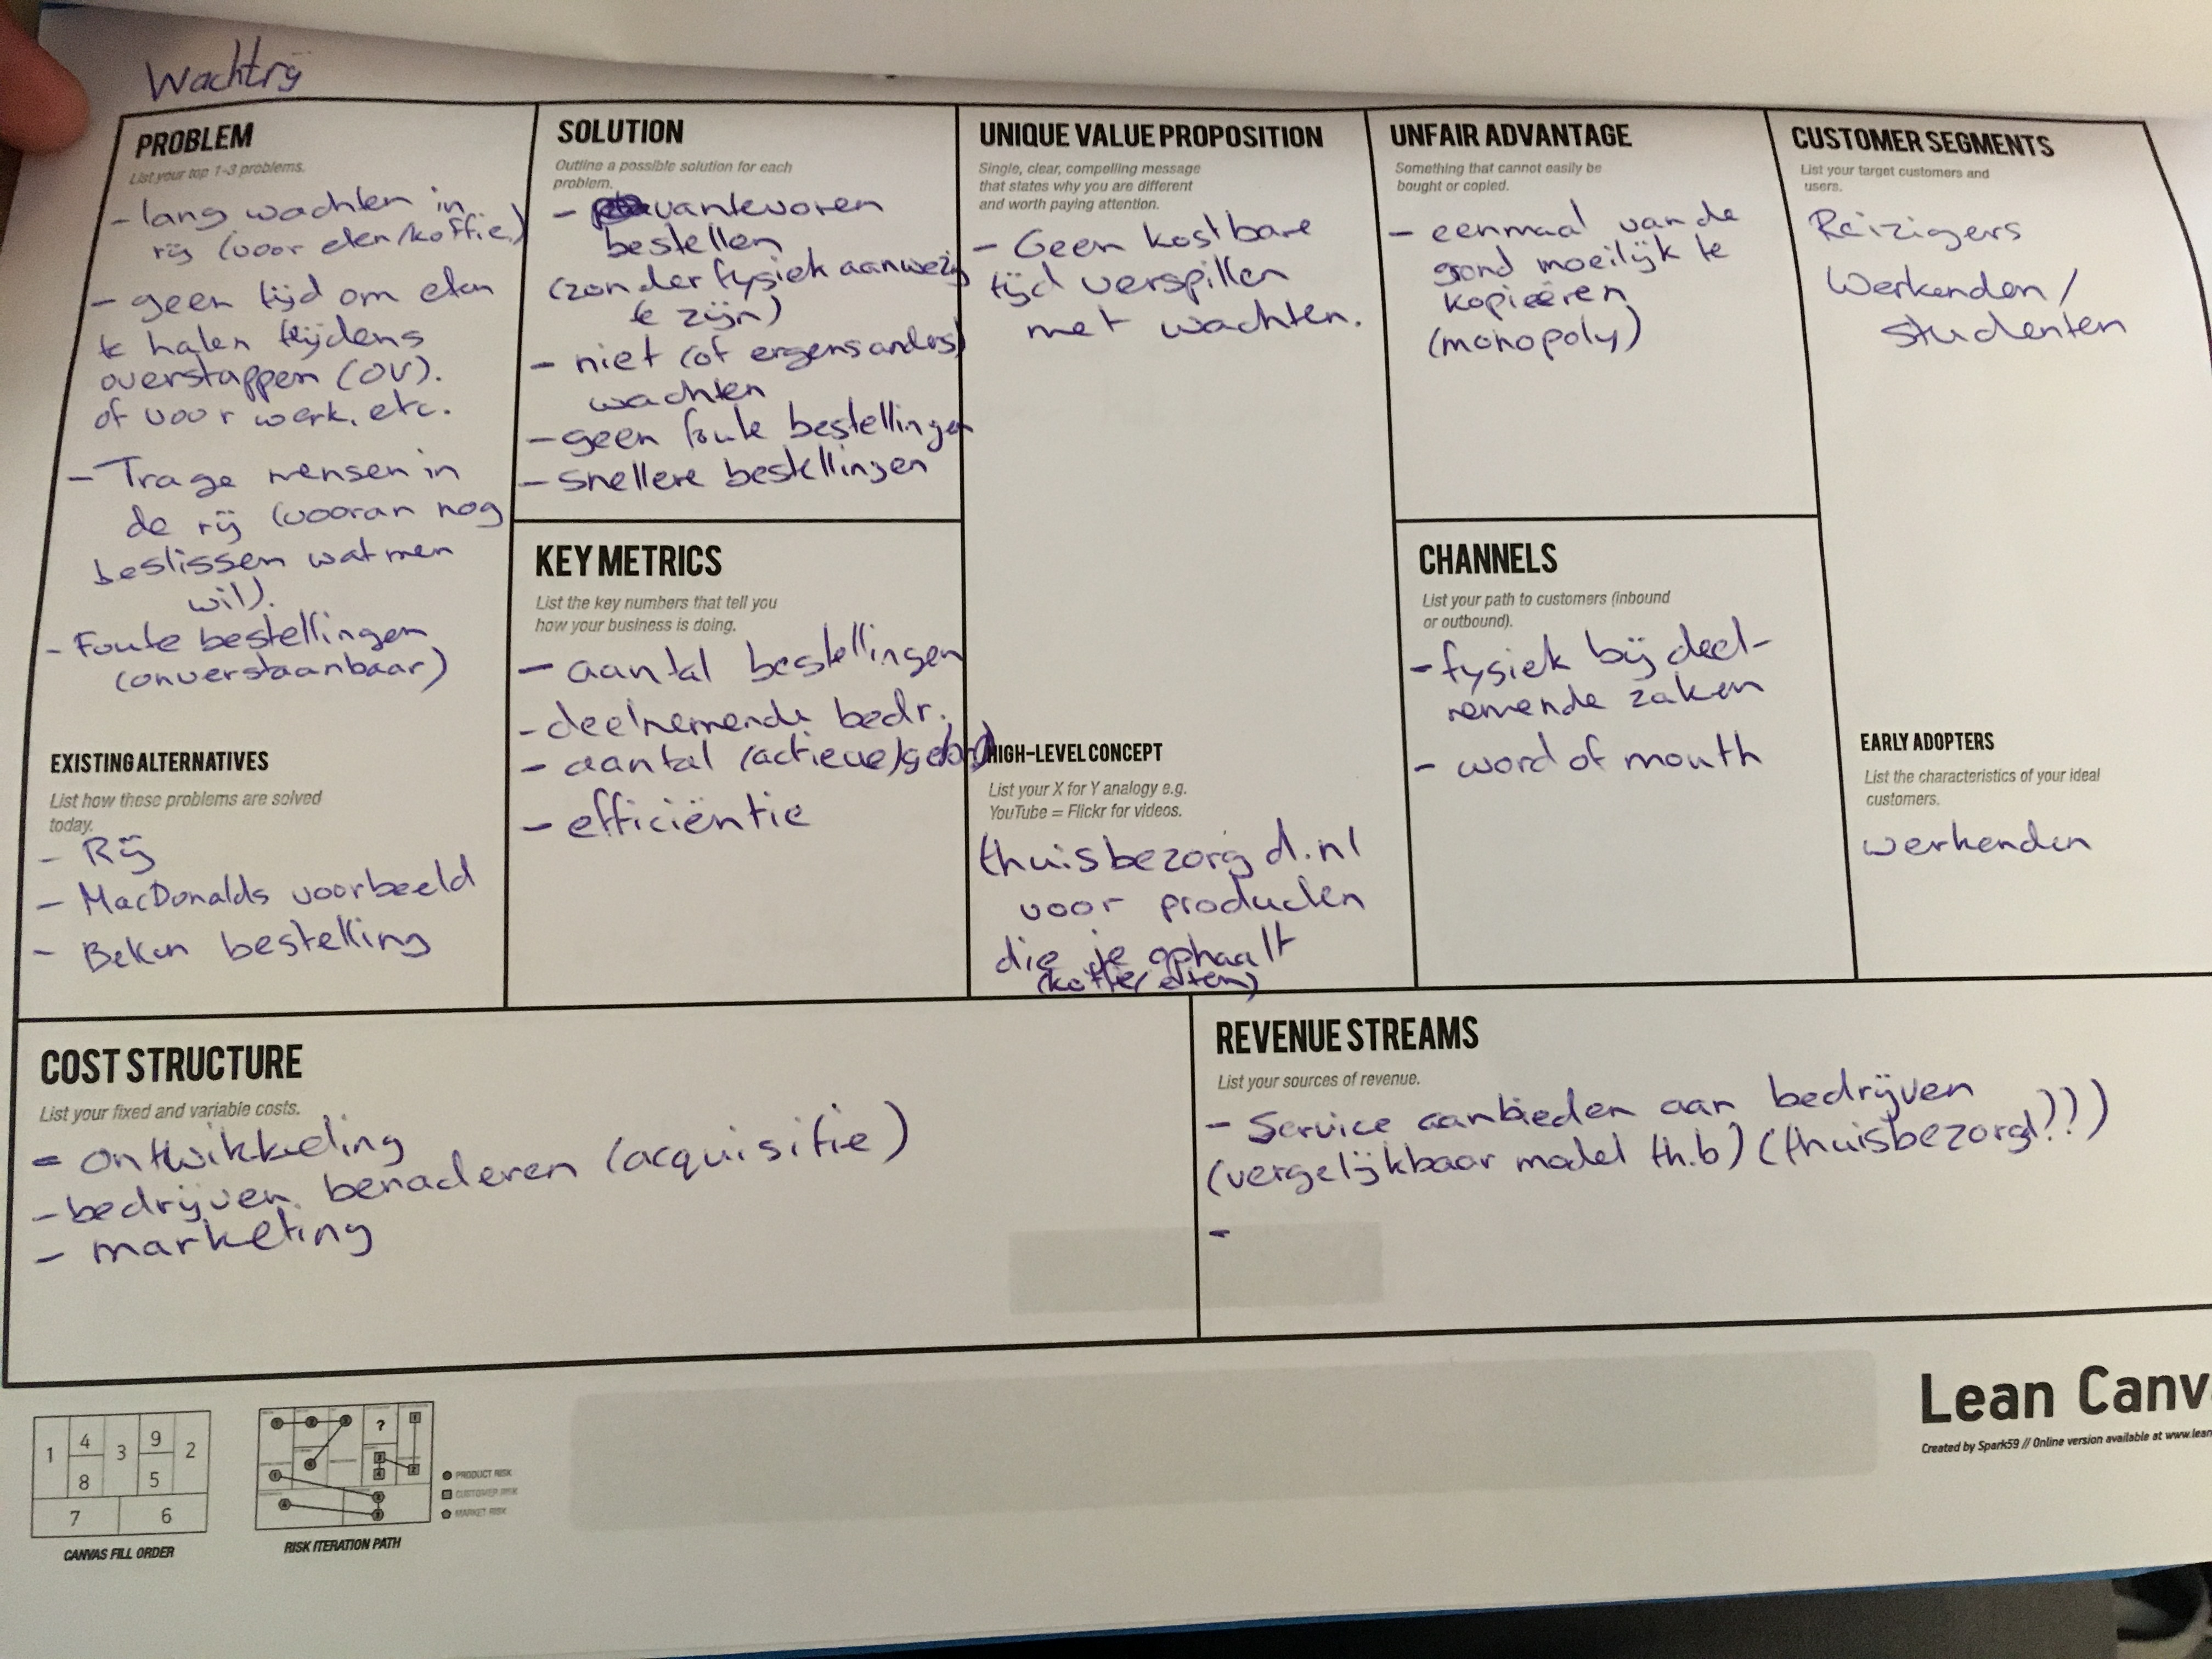 Wachtrij
PROBLEM
List your top 1-3 problems.
- lang wachten in
rij (voor eten/koffie)
- geen tijd om eten
te halen tijdens
overstappen (OV).
of voor werk, etc.
- Trage mensen in
de rij (vooran nog
beslissen wat men
wil).
- Foute bestellingen
(onverstaanbaar)
EXISTING ALTERNATIVES
List how these problems are solved
today.
- Rij
- MacDonalds voorbeeld
- Bekon bestelling
SOLUTION
Outline a possible solution for each
problem.
- van tevoren
bestellen
(zonder fysiek aanwezig
te zijn)
- niet (of ergens anders)
wachten
- geen foute bestellingen
- snellere bestellingen
KEY METRICS
List the key numbers that tell you
how your business is doing.
- aantal bestellingen
- deelnemende bedr.
- aantal (actieve)
- efficiëntie
UNIQUE VALUE PROPOSITION
Single, clear, compelling message
that states why you are different
and worth paying attention.
- Geen kostbare
tijd verspillen
met wachten.
HIGH-LEVEL CONCEPT
List your X for Y analogy e.g.
YouTube = Flickr for videos.
thuisbezorgd.nl
voor producten
die je ophaalt
(koffie, eten)
UNFAIR ADVANTAGE
Something that cannot easily be
bought or copied.
- eenmaal van de
grond moeilijk te
kopiëren
(monopoly)
CHANNELS
List your path to customers (inbound
or outbound).
- fysiek bij deel-
nemende zaken
- word of mouth
CUSTOMER SEGMENTS
List your target customers and
users.
Reizigers
Werkenden/
Studenten
EARLY ADOPTERS
List the characteristics of your ideal
customers.
werkenden
COST STRUCTURE
List your fixed and variable costs.
- ontwikkeling
- bedrijven benaderen (acquisitie)
- marketing
REVENUE STREAMS
List your sources of revenue.
- Service aanbieden aan bedrijven
(vergelijkbaar model th.b) (thuisbezorgd))
-
1 4 3 9 2
8 5
7 6
CANVAS FILL ORDER
?
RISK ITERATION PATH
PRODUCT RISK
CUSTOMER RISK
MARKET RISK
Lean Canv
Created by Spark59 // Online version available at www.lean